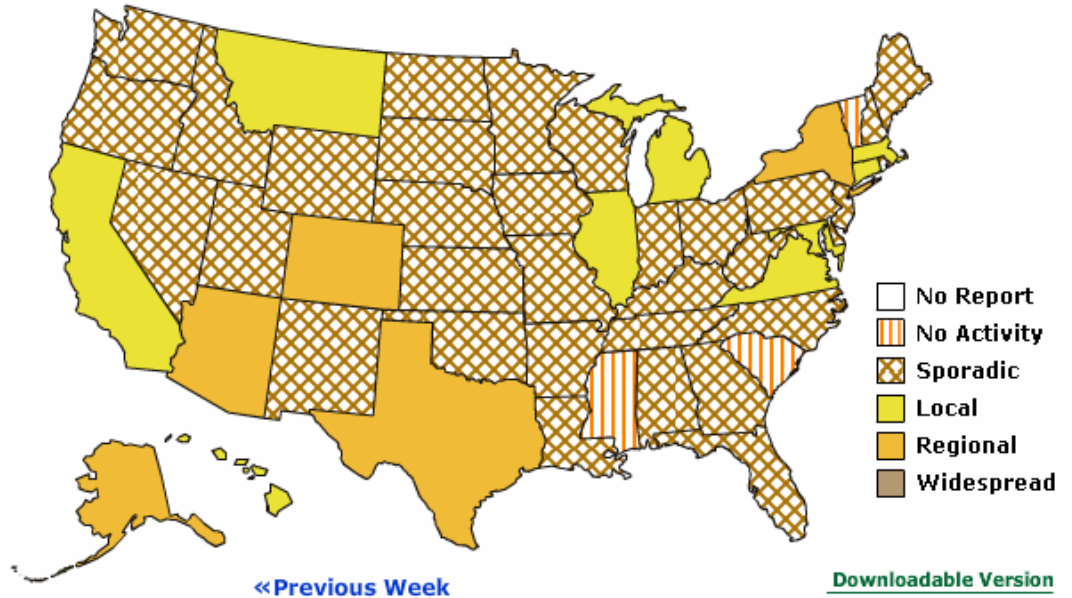 No Report
No Activity
Sporadic
Local
Regional
Widespread
«Previous Week
Downloadable Version